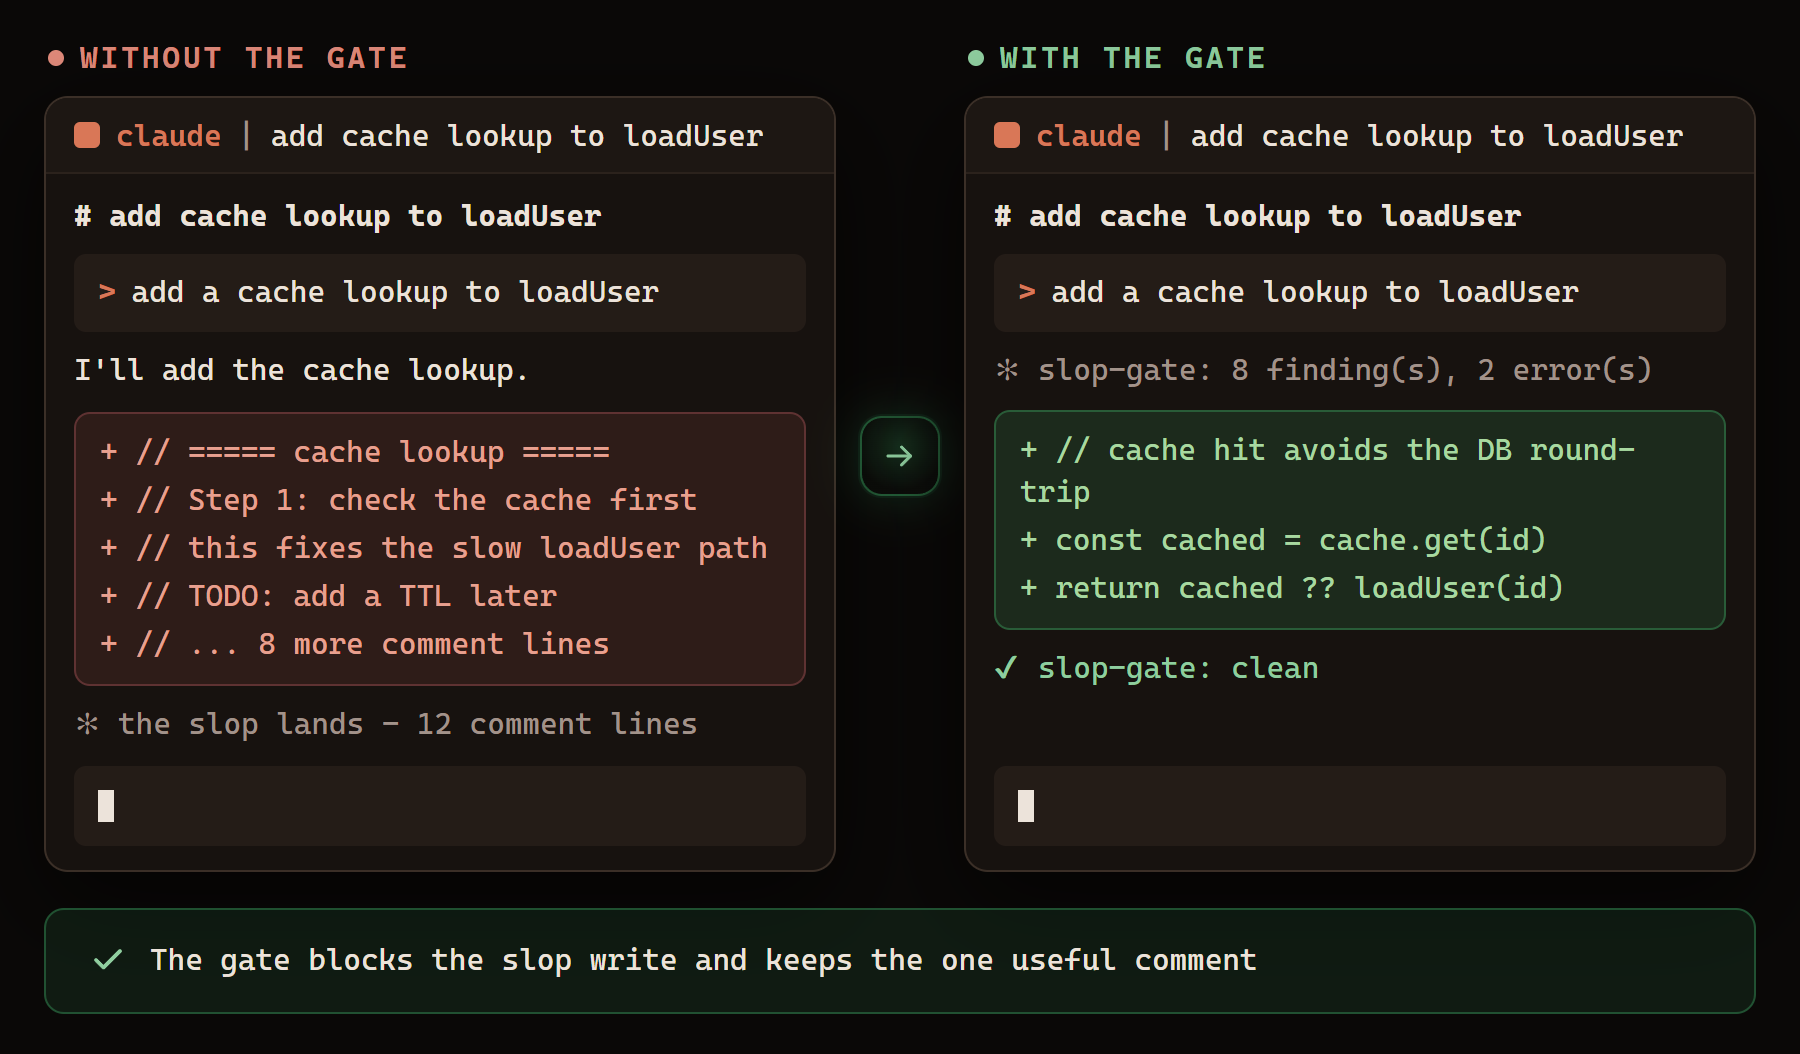 WITHOUT THE GATE
claude | add cache lookup to loadUser
# add cache lookup to loadUser
> add a cache lookup to loadUser
I'll add the cache lookup.
+ // ===== cache lookup =====
+ // Step 1: check the cache first
+ // this fixes the slow loadUser path
+ // TODO: add a TTL later
+ // ... 8 more comment lines
✻ the slop lands – 12 comment lines
WITH THE GATE
claude | add cache lookup to loadUser
# add cache lookup to loadUser
> add a cache lookup to loadUser
✻ slop-gate: 8 finding(s), 2 error(s)
+ // cache hit avoids the DB round-
trip
+ const cached = cache.get(id)
+ return cached ?? loadUser(id)
✓ slop-gate: clean
✓ The gate blocks the slop write and keeps the one useful comment